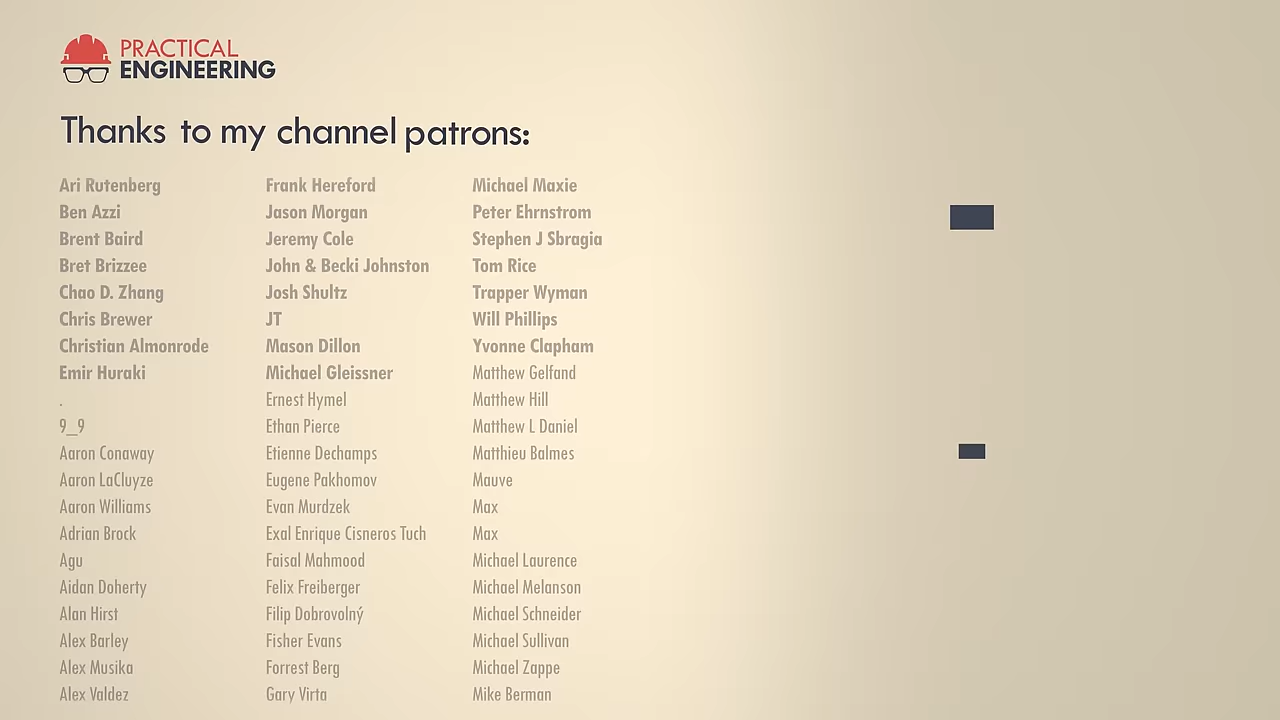 PRACTICAL
ENGINEERING
Thanks to my channel patrons:
Ari Rutenberg
Ben Azzi
Brent Baird
Bret Brizzee
Chao D. Zhang
Chris Brewer
Christian Almonrode
Emir Huraki
.
9_9
Aaron Conaway
Aaron LaCluyze
Aaron Williams
Adrian Brock
Agu
Aidan Doherty
Alan Hirst
Alex Barley
Alex Musika
Alex Valdez
Frank Hereford
Jason Morgan
Jeremy Cole
John & Becki Johnston
Josh Shultz
JT
Mason Dillon
Michael Gleissner
Ernest Hymel
Ethan Pierce
Etienne Dechamps
Eugene Pakhomov
Evan Murdzek
Exal Enrique Cisneros Tuch
Faisal Mahmood
Felix Freiberger
Filip Dobrovolný
Fisher Evans
Forrest Berg
Gary Virta
Michael Maxie
Peter Ehrnstrom
Stephen J Sbragia
Tom Rice
Trapper Wyman
Will Phillips
Yvonne Clapham
Matthew Gelfand
Matthew Hill
Matthew L Daniel
Matthieu Balmes
Mauve
Max
Max
Michael Laurence
Michael Melanson
Michael Schneider
Michael Sullivan
Michael Zappe
Mike Berman